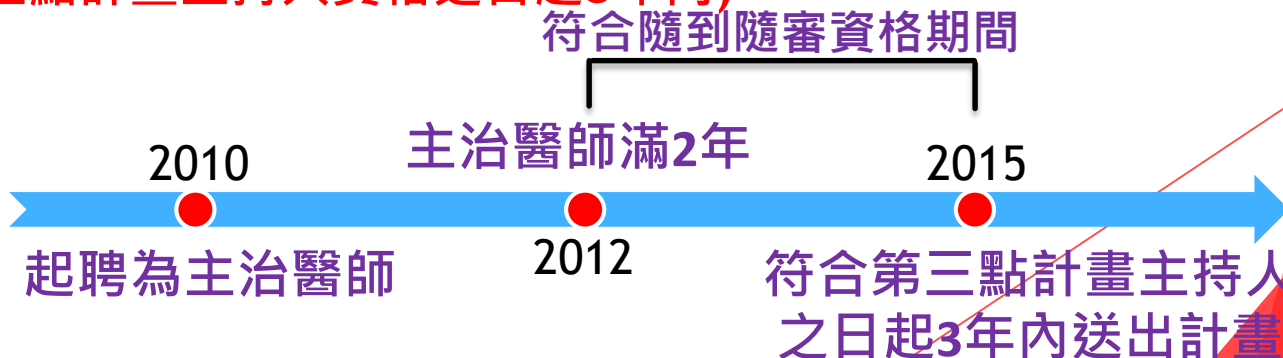 符合隨到隨審資格期間
主治醫師滿2年
2010
2015
起聘為主治醫師
2012
符合第三點計畫主持人
之日起3年內送出計畫